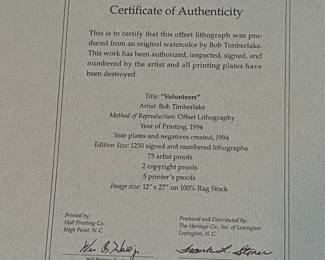 Certificate of Authenticity
This is to certify that this offset lithograph was pro-
duced from an original watercolor by Bob Timberlake.
This work has been authorized, inspected, signed, and
numbered by the artist and all printing plates have
been destroyed.
Title: "Volunteers"
Artist: Bob Timberlake
Method of Reproduction: Offset Lithography
Year of Printing, 1994
Year plates and negatives created, 1994
Edition Size: 1250 signed and numbered lithographs
75 artist proofs
2 copyright proofs
5 printer's proofs
Image size: 12" x 27" on 100% Rag Stock
Printed by:
Hall Printing Co.
High Point, N.C.
Produced and Distributed by:
The Heritage Co., Inc. of Lexington
Lexington, N.C.